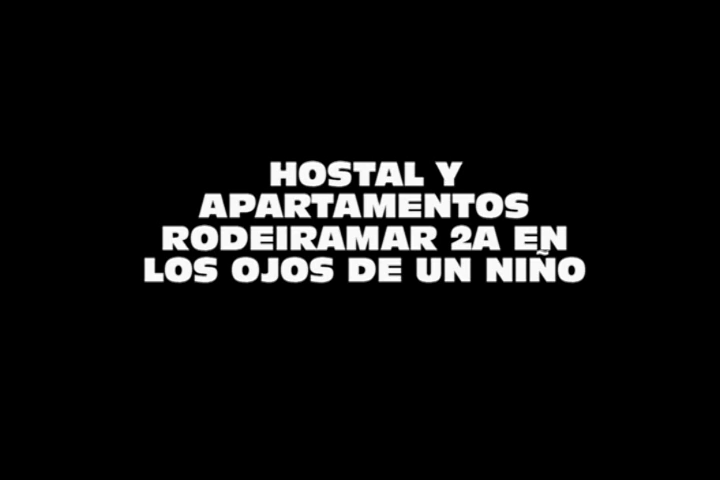 HOSTAL Y
APARTAMENTOS
RODEIRAMAR 2A EN
LOS OJOS DE UN NIÑO